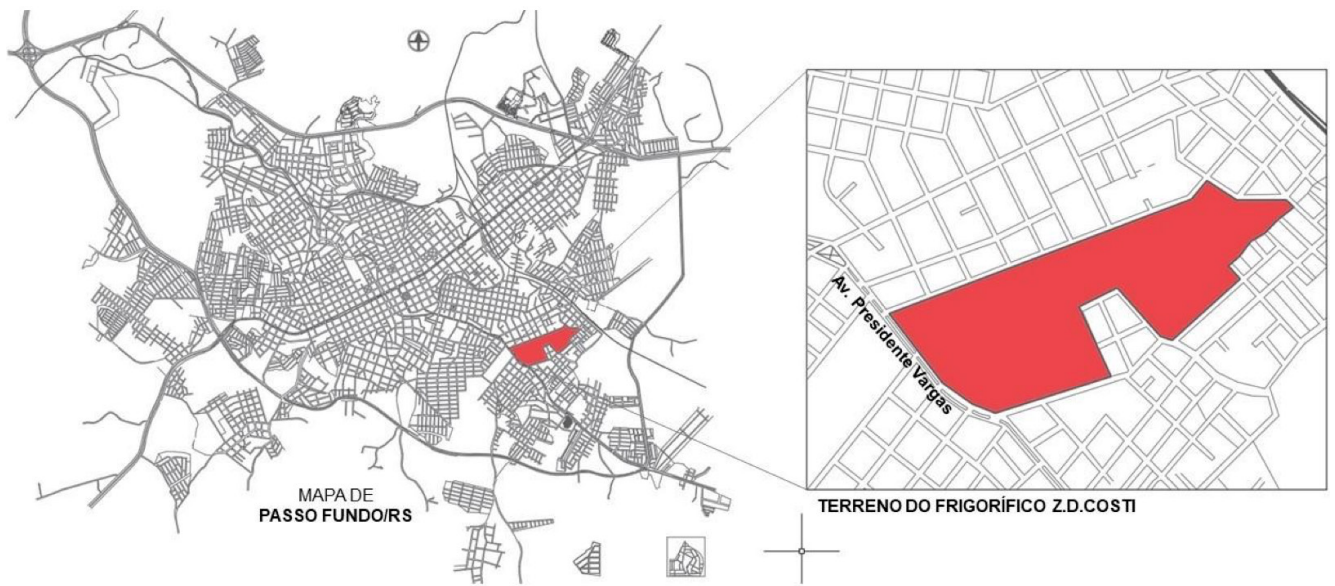 MAPA DE
PASSO FUNDO/RS
Av. Presidente Vargas
TERRENO DO FRIGORÍFICO Z.D.COSTI